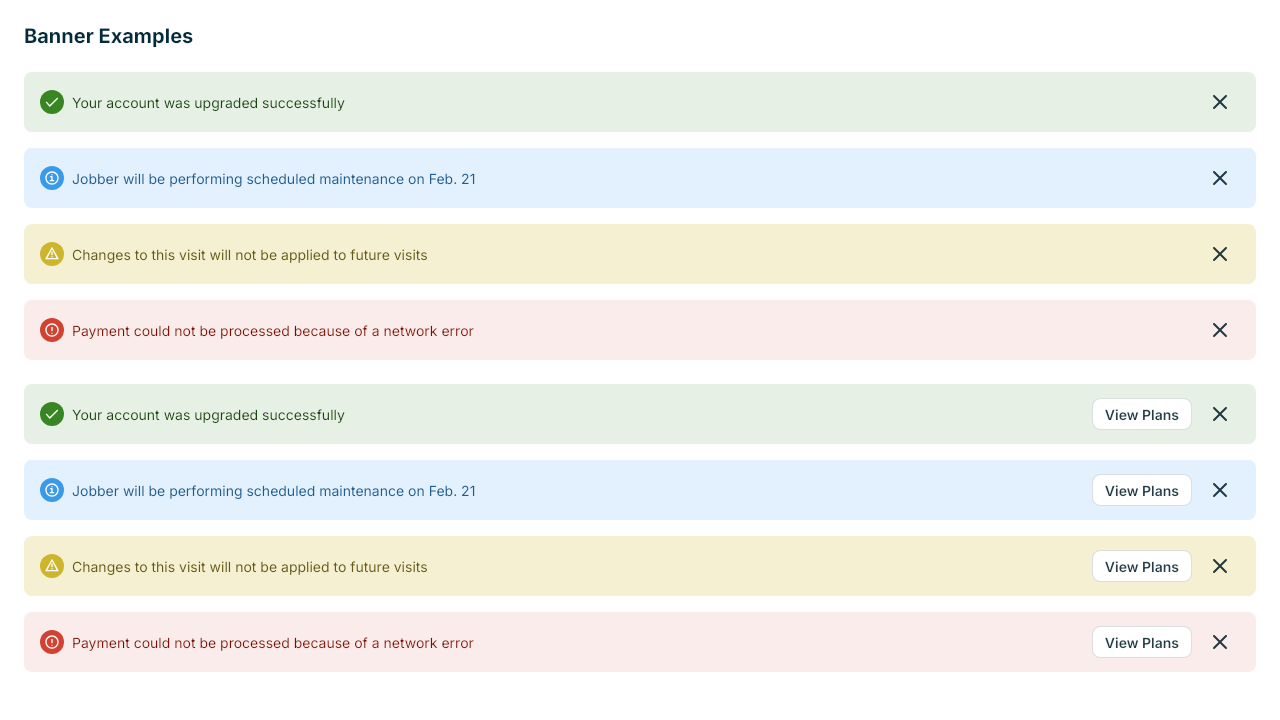 Banner Examples
Your account was upgraded successfully
Jobber will be performing scheduled maintenance on Feb. 21
Changes to this visit will not be applied to future visits
Payment could not be processed because of a network error
Your account was upgraded successfully View Plans
Jobber will be performing scheduled maintenance on Feb. 21 View Plans
Changes to this visit will not be applied to future visits View Plans
Payment could not be processed because of a network error View Plans